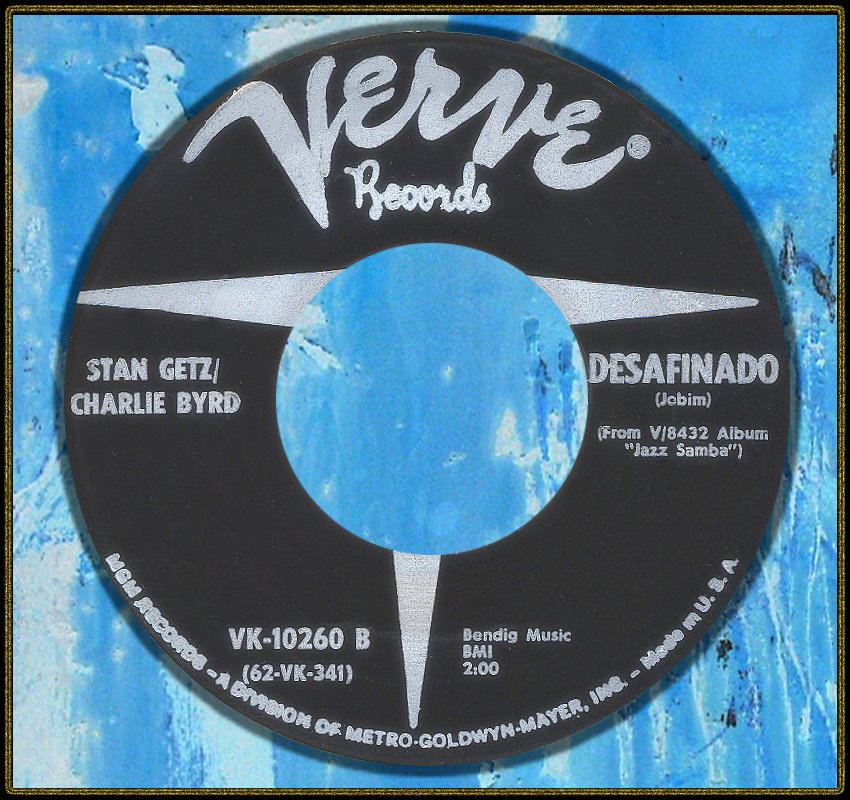 Verve
Records
STAN GETZ/
CHARLIE BYRD
DESAFINADO
(Jobim)
(From V/8432 Album
"Jazz Samba")
VK-10260 B
(62-VK-341)
Bendig Music
BMI
2:00
MGM RECORDS - A DIVISION OF METRO-GOLDWYN-MAYER, INC. - Made in U. S. A.